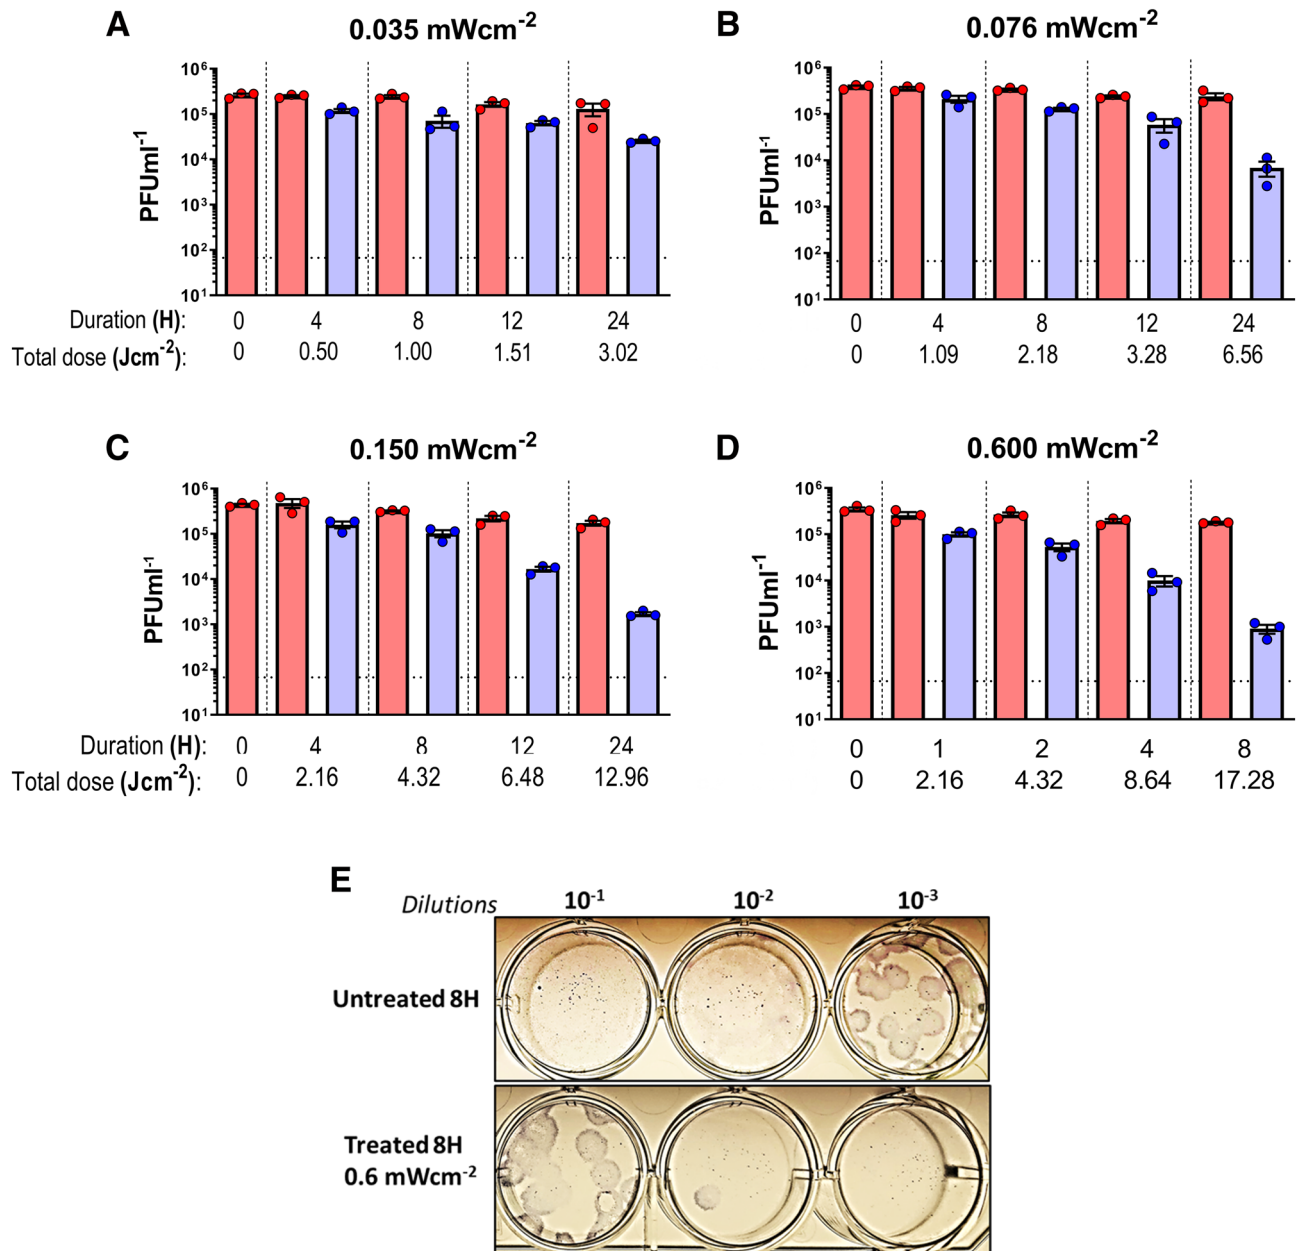 A
0.035 mWcm-2
PFUml-1
10⁶
10⁵
10⁴
10³
10²
10¹
Duration (H): 0 4 8 12 24
Total dose (Jcm-2): 0 0.50 1.00 1.51 3.02
B
0.076 mWcm-2
PFUml-1
10⁶
10⁵
10⁴
10³
10²
10¹
0 4 8 12 24
0 1.09 2.18 3.28 6.56
C
0.150 mWcm-2
PFUml-1
10⁶
10⁵
10⁴
10³
10²
10¹
Duration (H): 0 4 8 12 24
Total dose (Jcm-2): 0 2.16 4.32 6.48 12.96
D
0.600 mWcm-2
PFUml-1
10⁶
10⁵
10⁴
10³
10²
10¹
0 1 2 4 8
0 2.16 4.32 8.64 17.28
E
Dilutions 10-1 10-2 10-3
Untreated 8H
Treated 8H
0.6 mWcm-2